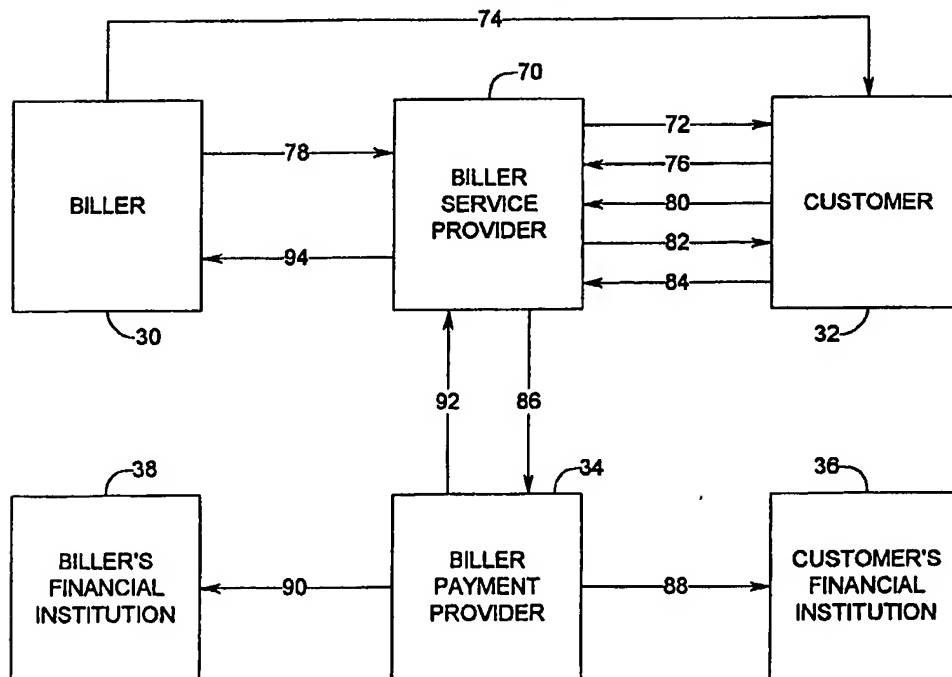 74
70
72
78
76
BILLER
BILLER
SERVICE
PROVIDER
80
CUSTOMER
82
94
84
30
32
92
86
38
34
36
BILLER'S
FINANCIAL
INSTITUTION
90
BILLER
PAYMENT
PROVIDER
88
CUSTOMER'S
FINANCIAL
INSTITUTION